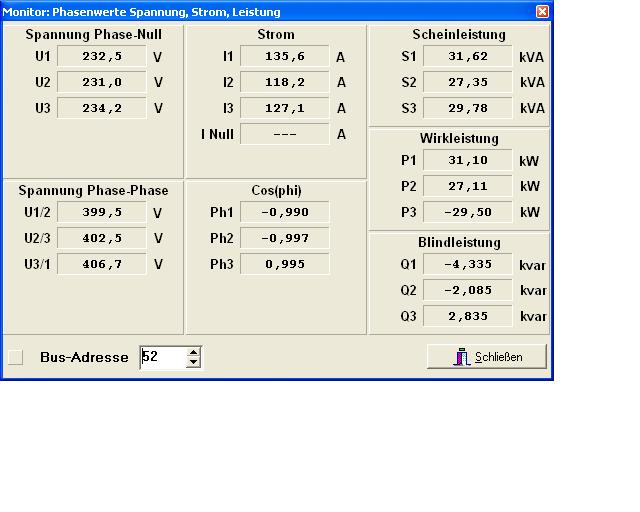 Monitor: Phasenwerte Spannung, Strom, Leistung
Spannung Phase-Null
U1 232,5 V
U2 231,0 V
U3 234,2 V
Strom
I1 135,6 A
I2 118,2 A
I3 127,1 A
I Null --- A
Scheinleistung
S1 31,62 kVA
S2 27,35 kVA
S3 29,78 kVA
Wirkleistung
P1 31,10 kW
P2 27,11 kW
P3 -29,50 kW
Spannung Phase-Phase
U1/2 399,5 V
U2/3 402,5 V
U3/1 406,7 V
Cos(phi)
Ph1 -0,990
Ph2 -0,997
Ph3 0,995
Blindleistung
Q1 -4,335 kvar
Q2 -2,085 kvar
Q3 2,835 kvar
Bus-Adresse 52
Schließen